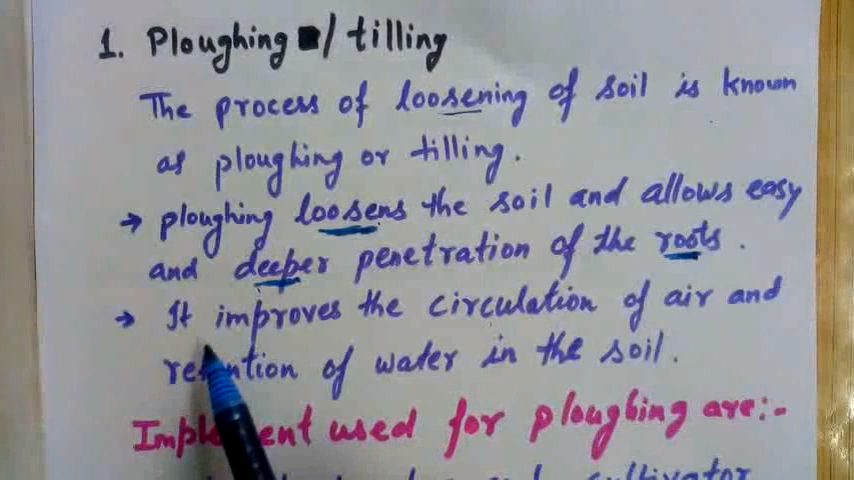 1. Ploughing / tilling
The process of loosening of soil is known
as ploughing or tilling.
→ ploughing loosens the soil and allows easy
and deeper penetration of the roots.
→ It improves the circulation of air and
retention of water in the soil.
Implement used for ploughing are:-
cultivator